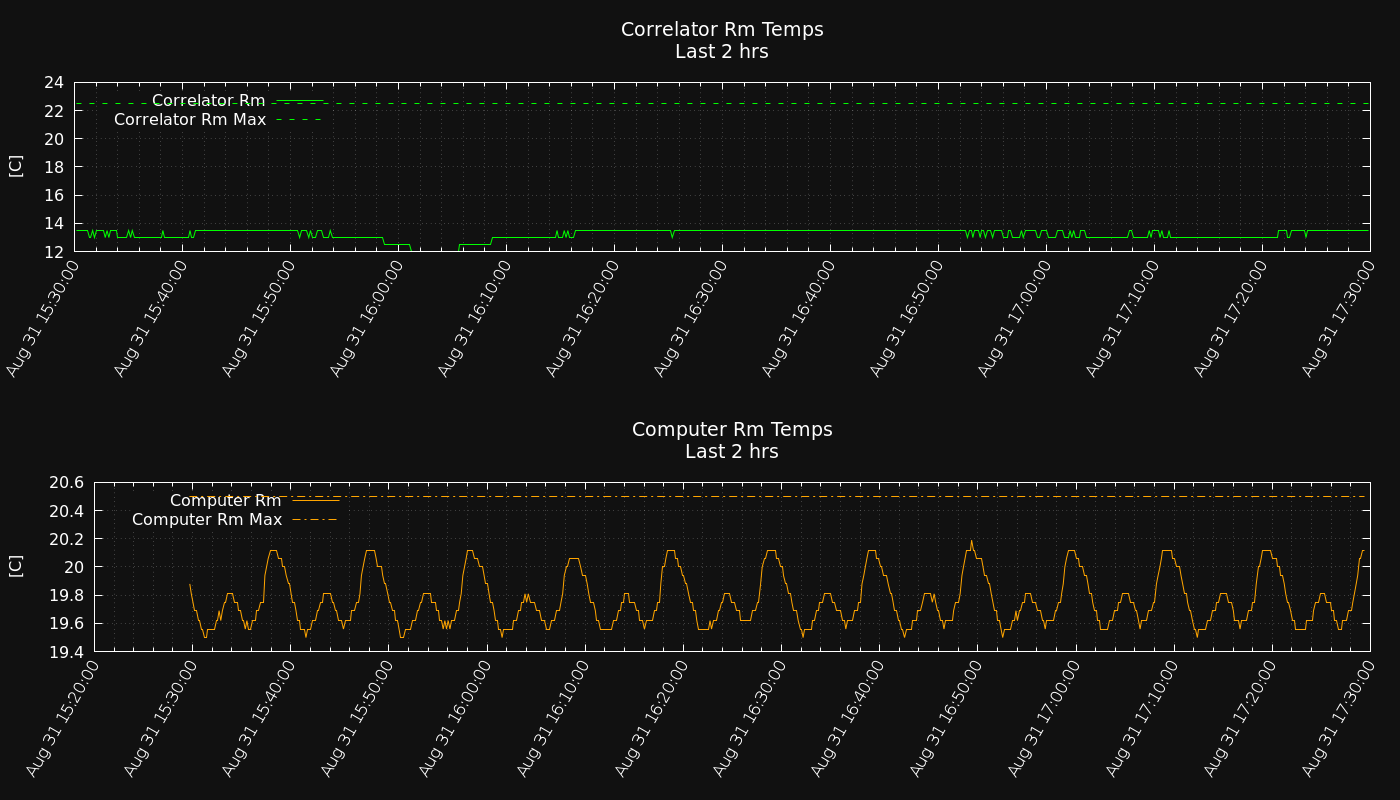 Correlator Rm Temps
Last 2 hrs
24
22
20
18
16
14
12
[C]
Correlator Rm
Correlator Rm Max
Aug 31 15:30:00
Aug 31 15:40:00
Aug 31 15:50:00
Aug 31 16:00:00
Aug 31 16:10:00
Aug 31 16:20:00
Aug 31 16:30:00
Aug 31 16:40:00
Aug 31 16:50:00
Aug 31 17:00:00
Aug 31 17:10:00
Aug 31 17:20:00
Aug 31 17:30:00
Computer Rm Temps
Last 2 hrs
20.6
20.4
20.2
20
19.8
19.6
19.4
[C]
Computer Rm
Computer Rm Max
Aug 31 15:20:00
Aug 31 15:30:00
Aug 31 15:40:00
Aug 31 15:50:00
Aug 31 16:00:00
Aug 31 16:10:00
Aug 31 16:20:00
Aug 31 16:30:00
Aug 31 16:40:00
Aug 31 16:50:00
Aug 31 17:00:00
Aug 31 17:10:00
Aug 31 17:20:00
Aug 31 17:30:00